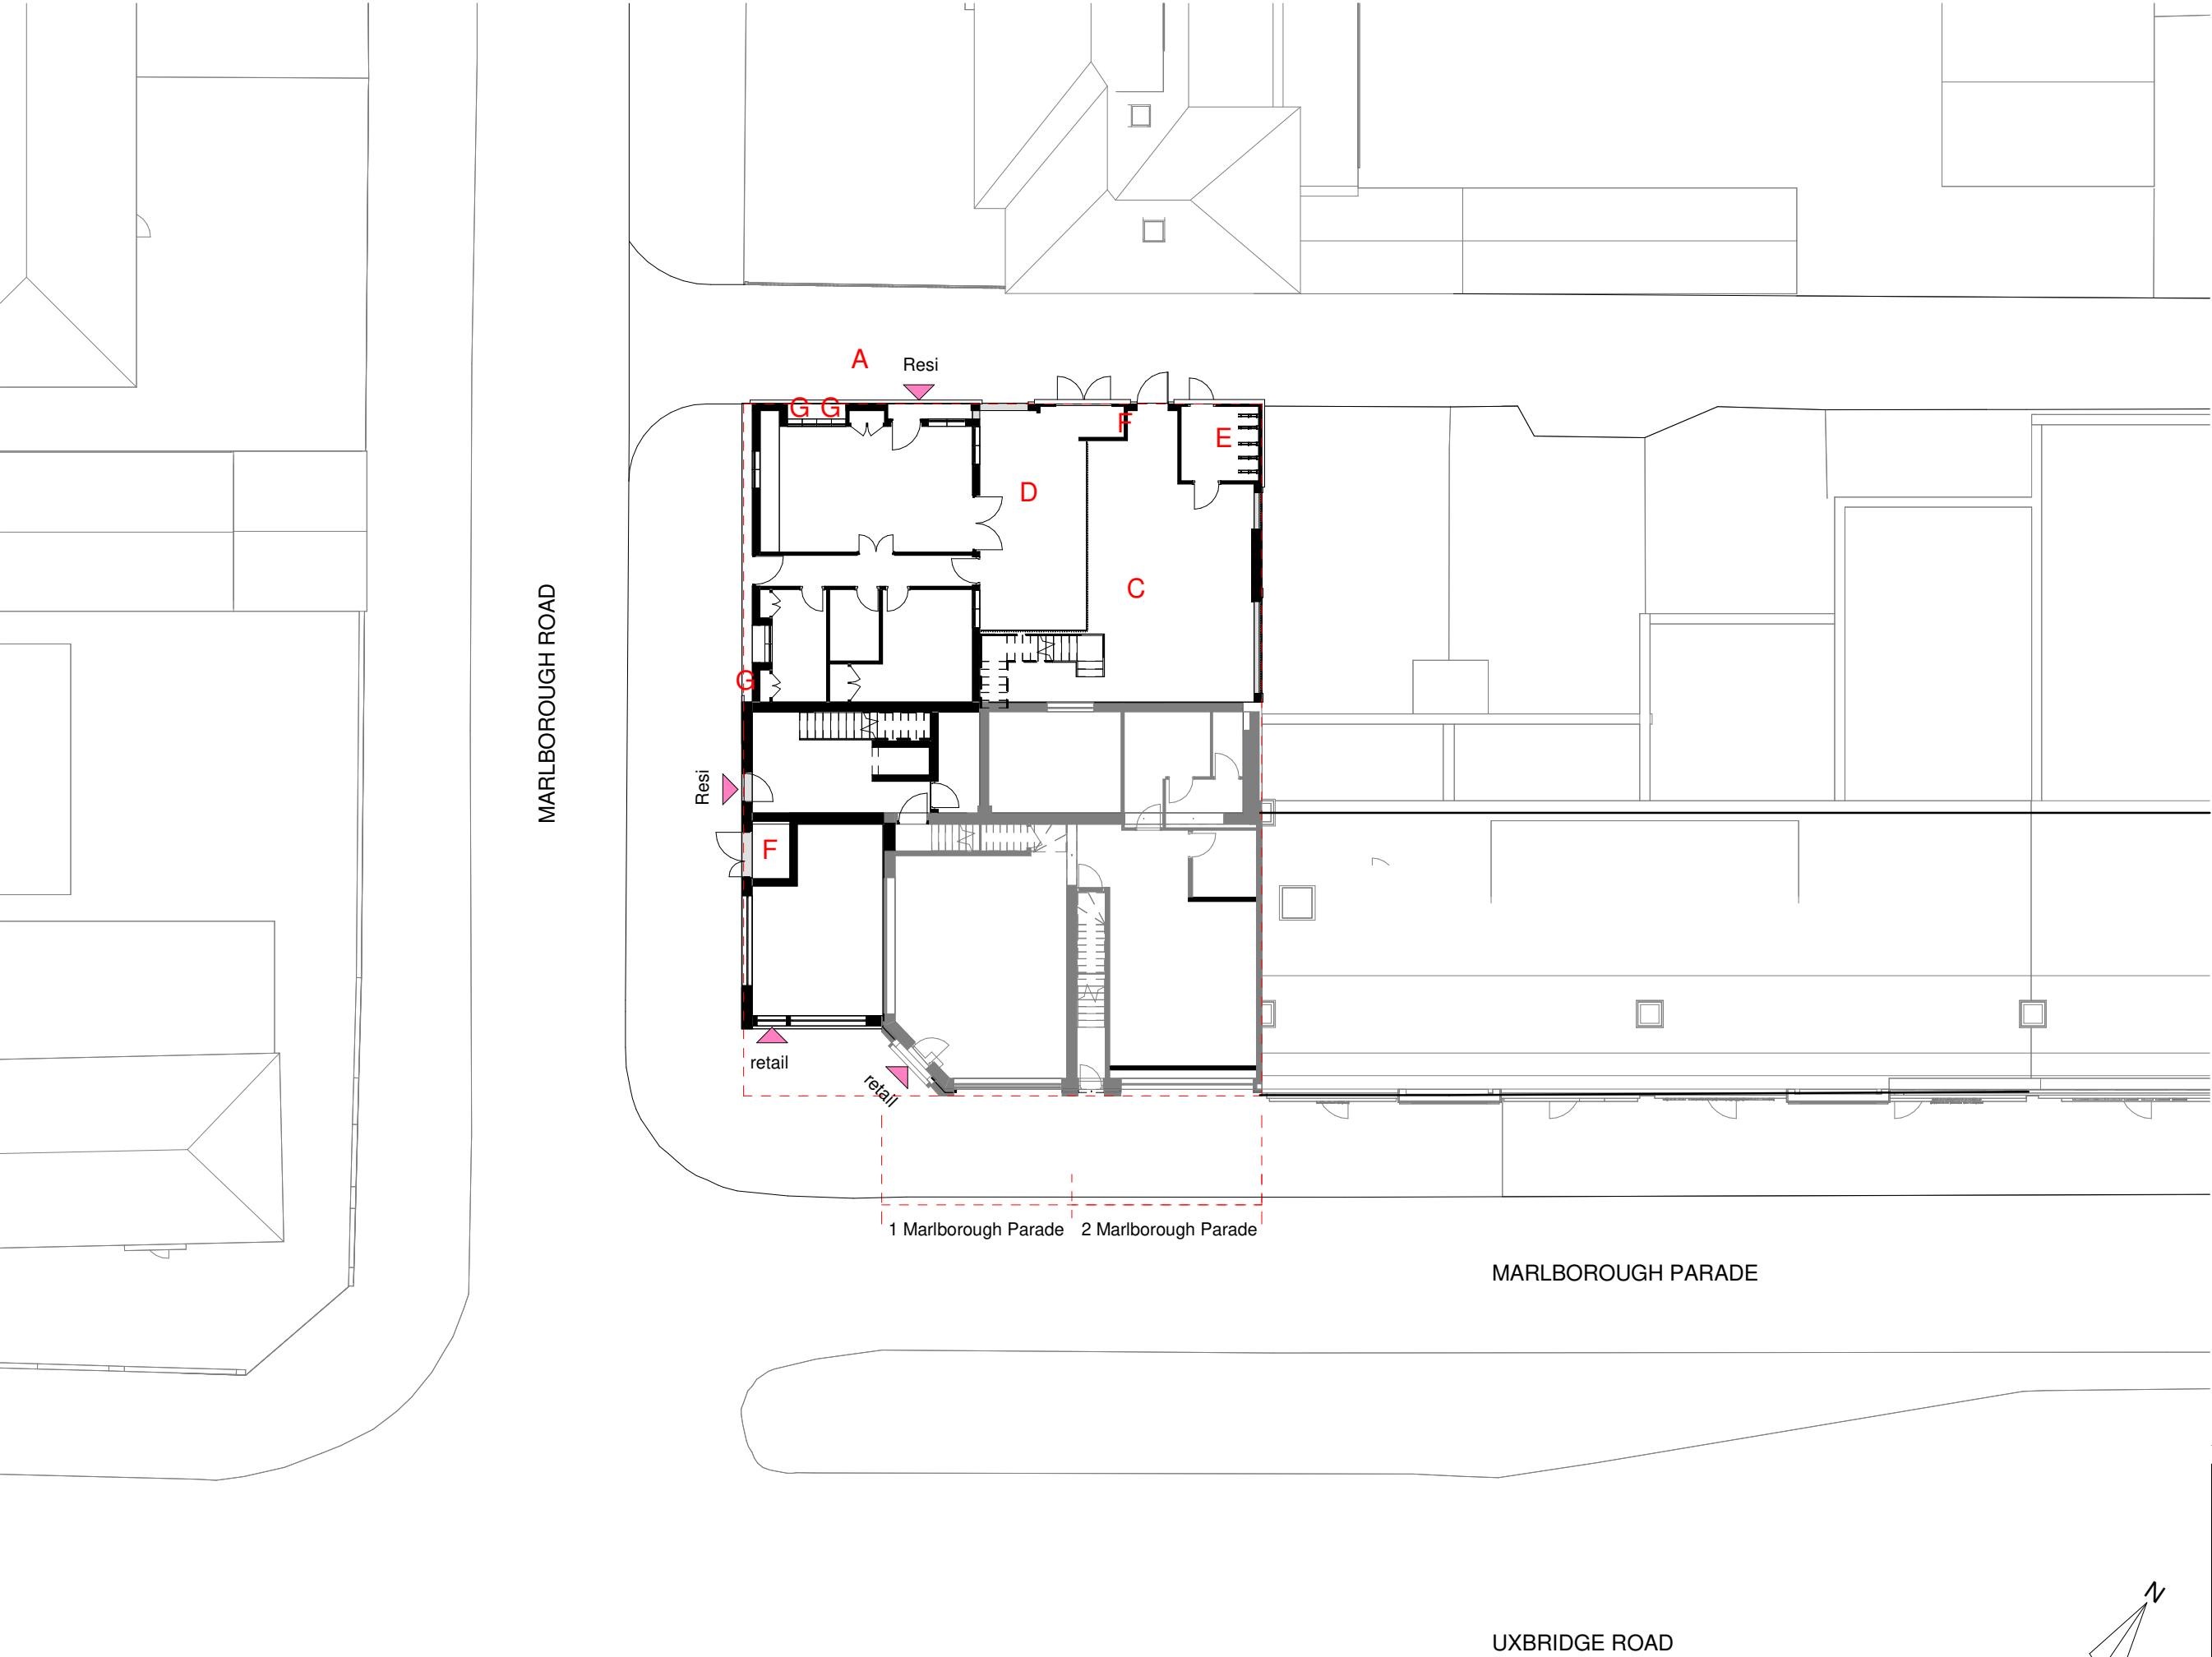 A
Resi
G G
F
E
D
C
MARLBOROUGH ROAD
G
Resi
F
retail
retail
1 Marlborough Parade
2 Marlborough Parade
MARLBOROUGH PARADE
N
UXBRIDGE ROAD